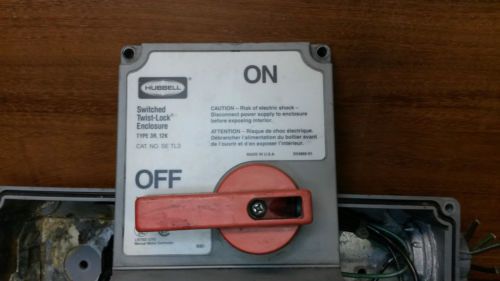 HUBBELL
ON
Switched
Twist-Lock®
Enclosure
TYPE 3R, 12K
CAT. NO. SE TL3
CAUTION – Risk of electric shock –
Disconnect power supply to enclosure
before exposing interior.
ATTENTION – Risque de choc électrique.
Débrancher l'alimentation du boîtier avant
de l'ouvrir et d'en exposer l'intérieur.
MADE IN U.S.A.
OFF